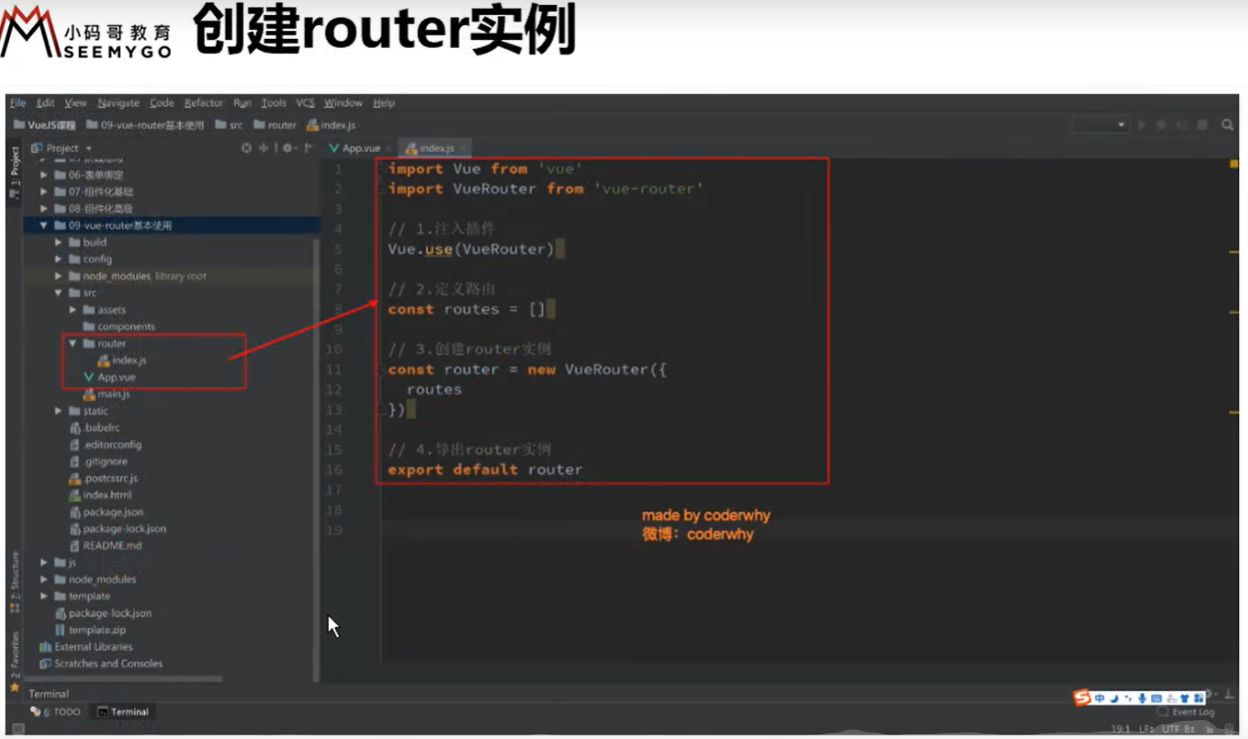 小码哥教育
SEEMYGO
创建router实例
File Edit View Navigate Code Refactor Run Tools VCS Window Help
VueJS课程 09-vue-router基本使用 src router index.js
1: Project
Project
App.vue
index.js
06-表单绑定
07-组件化基础
08-组件化高级
09-vue-router基本使用
build
config
node_modules library root
src
assets
components
router
index.js
App.vue
main.js
static
.babelrc
.editorconfig
.gitignore
.postcssrc.js
index.html
package.json
package-lock.json
README.md
js
node_modules
template
package-lock.json
template.zip
External Libraries
Scratches and Consoles
1 import Vue from 'vue'
2 import VueRouter from 'vue-router'
3
4 // 1.注入插件
5 Vue.use(VueRouter)
6
7 // 2.定义路由
8 const routes = []
9
10 // 3.创建router实例
11 const router = new VueRouter({
12 routes
13 })
14
15 // 4.导出router实例
16 export default router
17
18
19
made by coderwhy
微博：coderwhy
Z: Structure
2: Favorites
Terminal
6: TODO
Terminal
中
Event Log
19:1 LF: UTF-8: